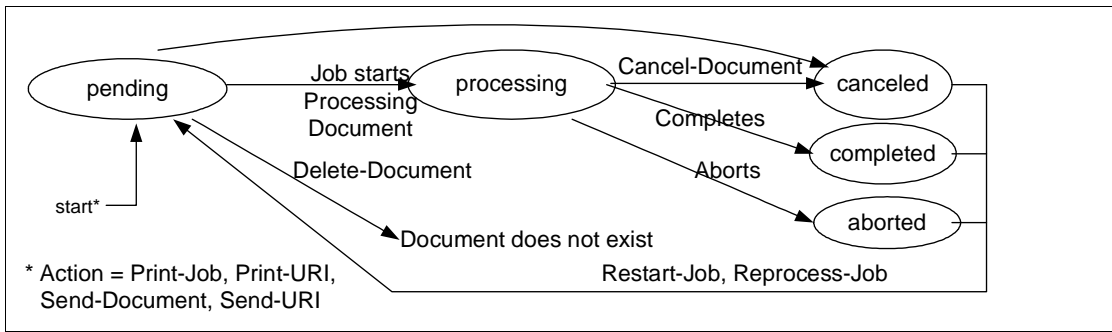 pending
Job starts
Processing
Document
processing
Cancel-Document
canceled
Completes
completed
Delete-Document
Aborts
aborted
start*
Document does not exist
* Action = Print-Job, Print-URI,
Send-Document, Send-URI
Restart-Job, Reprocess-Job